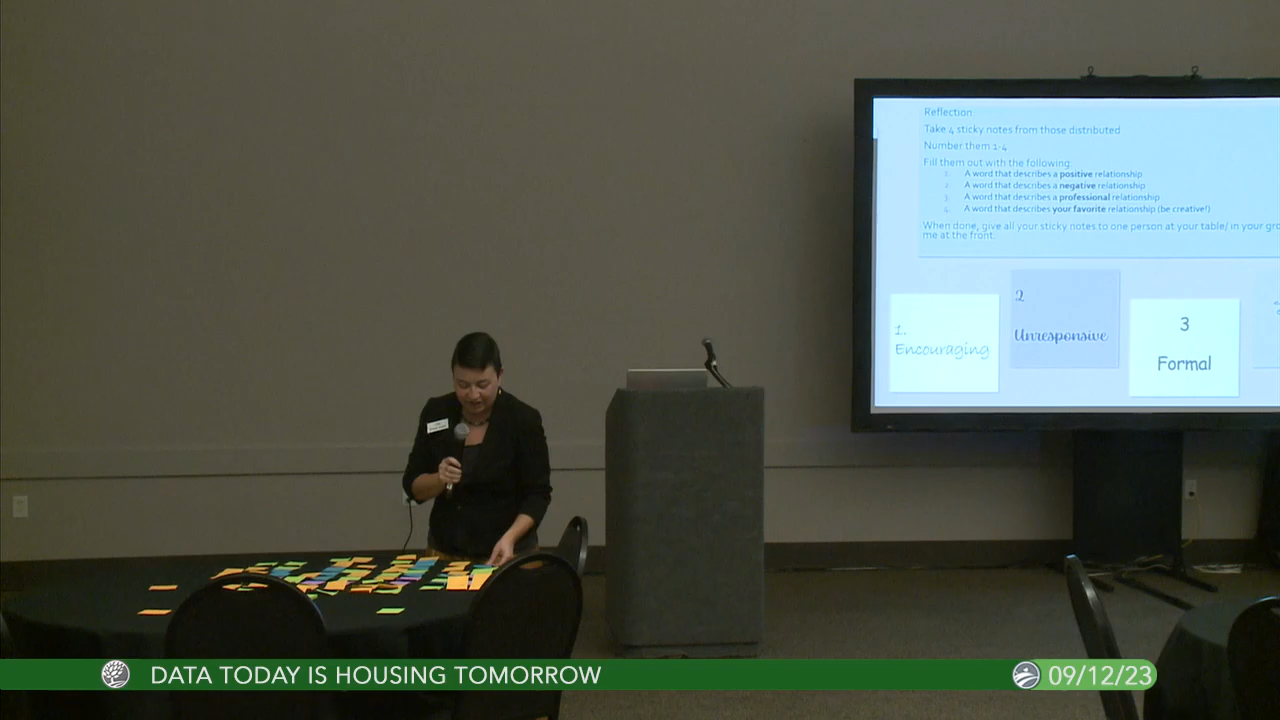 Reflection
Take 4 sticky notes from those distributed
Number them 1-4
Fill them out with the following:
1. A word that describes a positive relationship
2. A word that describes a negative relationship
3. A word that describes a professional relationship
4. A word that describes your favorite relationship (be creative!)
When done, give all your sticky notes to one person at your table/ in your gro
me at the front.
1.
Encouraging
2
Unresponsive
3
Formal
DATA TODAY IS HOUSING TOMORROW
09/12/23